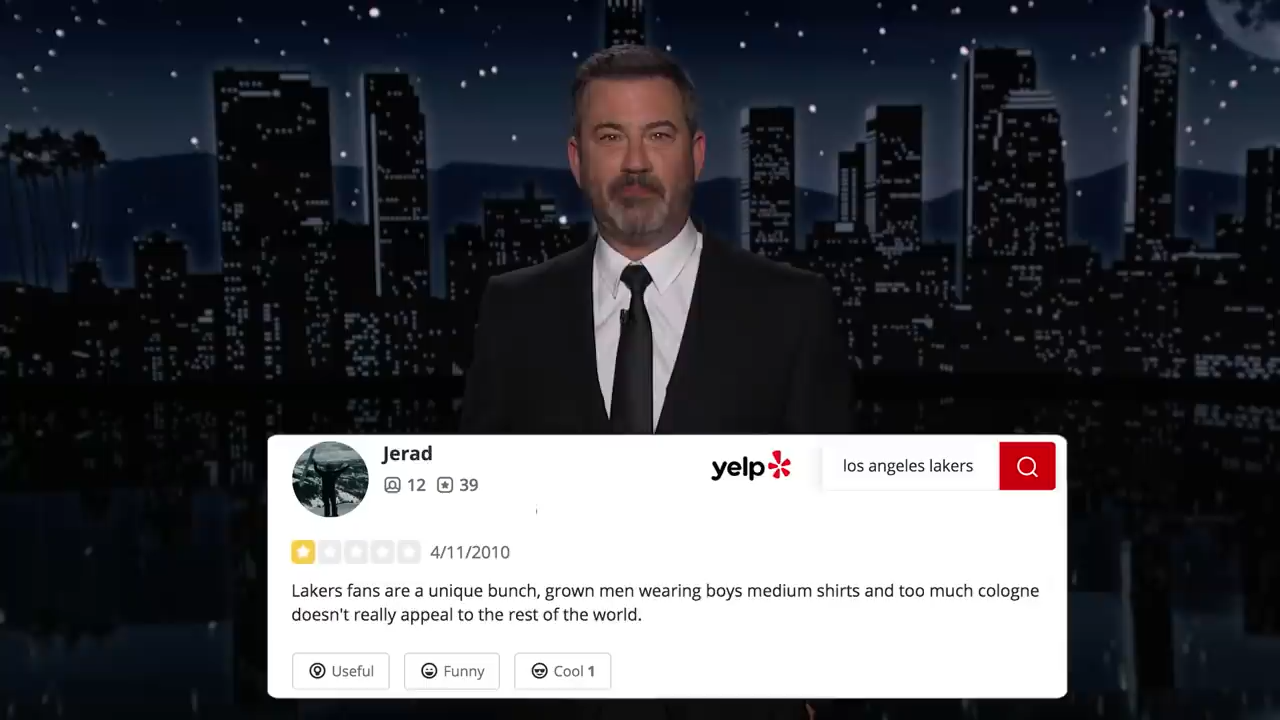 Jerad
yelp
los angeles lakers
12 39
4/11/2010
Lakers fans are a unique bunch, grown men wearing boys medium shirts and too much cologne
doesn't really appeal to the rest of the world.
Useful Funny Cool 1